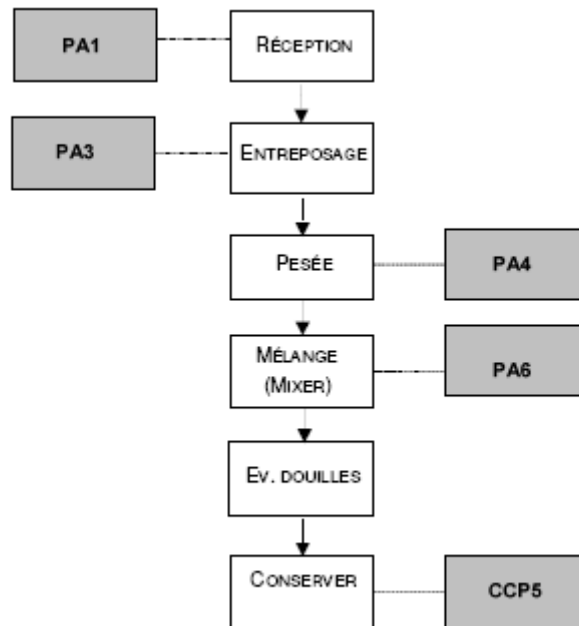 PA1
RÉCEPTION
PA3
ENTREPOSAGE
PESÉE
PA4
MÉLANGE
(MIXER)
PA6
EV. DOUILLES
CONSERVER
CCP5